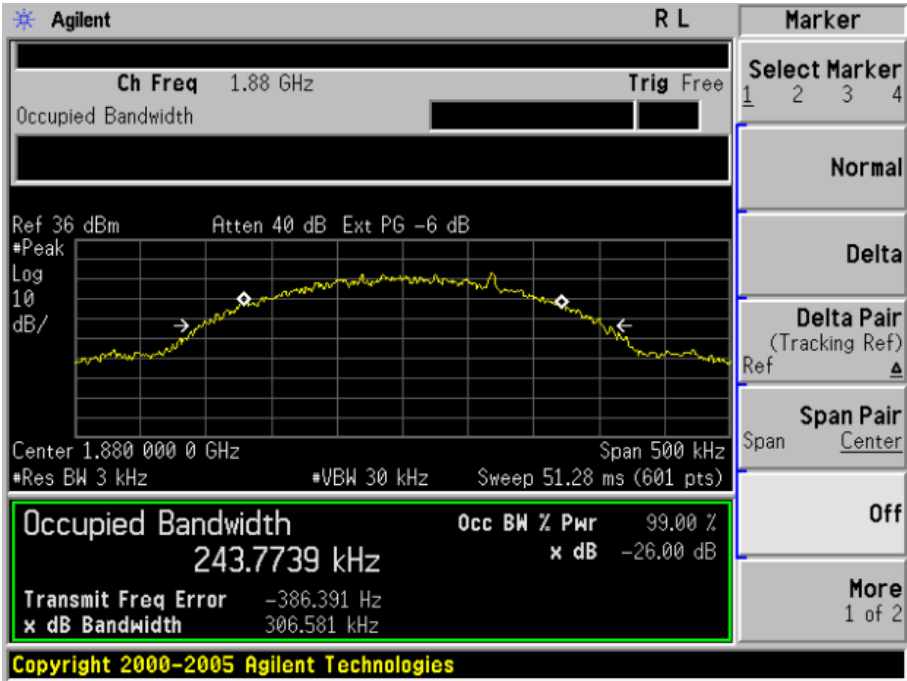 Agilent R L Marker
Ch Freq 1.88 GHz Trig Free
Occupied Bandwidth
Select Marker
1 2 3 4
Normal
Delta
Delta Pair
(Tracking Ref)
Ref Δ
Span Pair
Span Center
Off
More
1 of 2
Ref 36 dBm Atten 40 dB Ext PG -6 dB
#Peak
Log
10
dB/
Center 1.880 000 0 GHz Span 500 kHz
#Res BW 3 kHz #VBW 30 kHz Sweep 51.28 ms (601 pts)
Occupied Bandwidth Occ BW % Pwr 99.00 %
243.7739 kHz x dB -26.00 dB
Transmit Freq Error -386.391 Hz
x dB Bandwidth 306.581 kHz
Copyright 2000-2005 Agilent Technologies